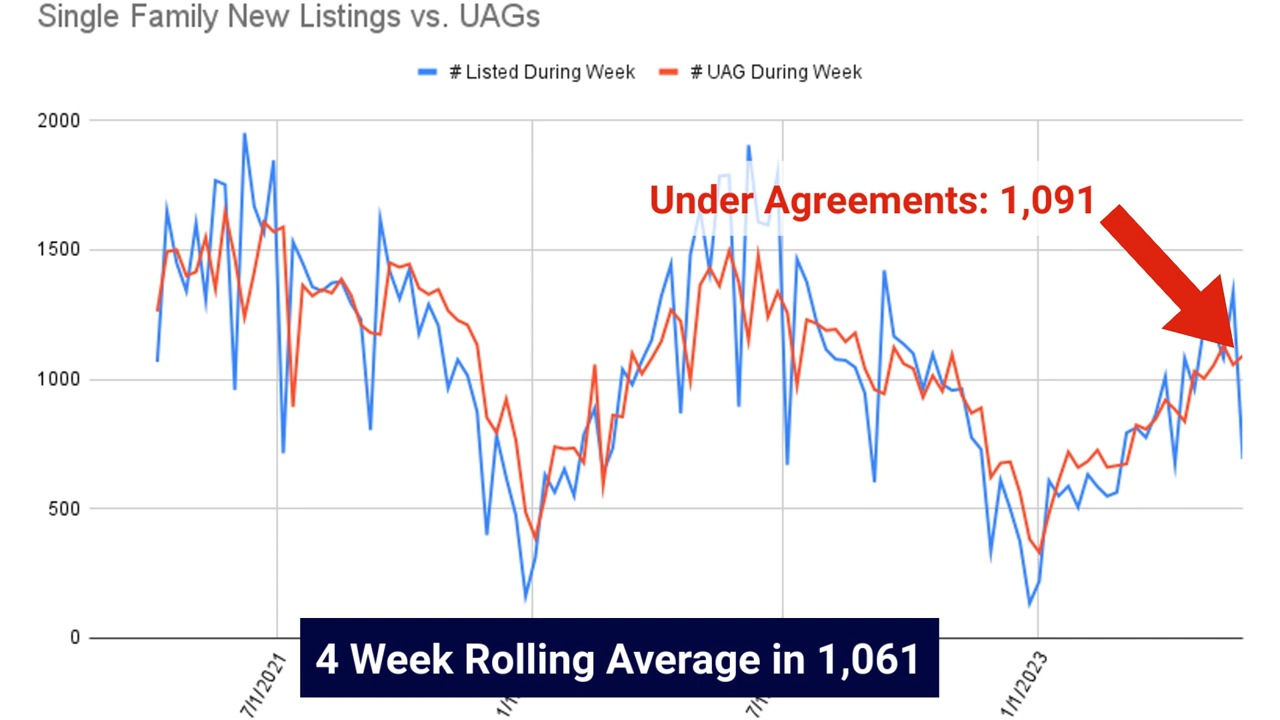 Single Family New Listings vs. UAGs
# Listed During Week
# UAG During Week
2000
Under Agreements: 1,091
1500
1000
500
0
4 Week Rolling Average in 1,061
7/1/2021
1/1/2023